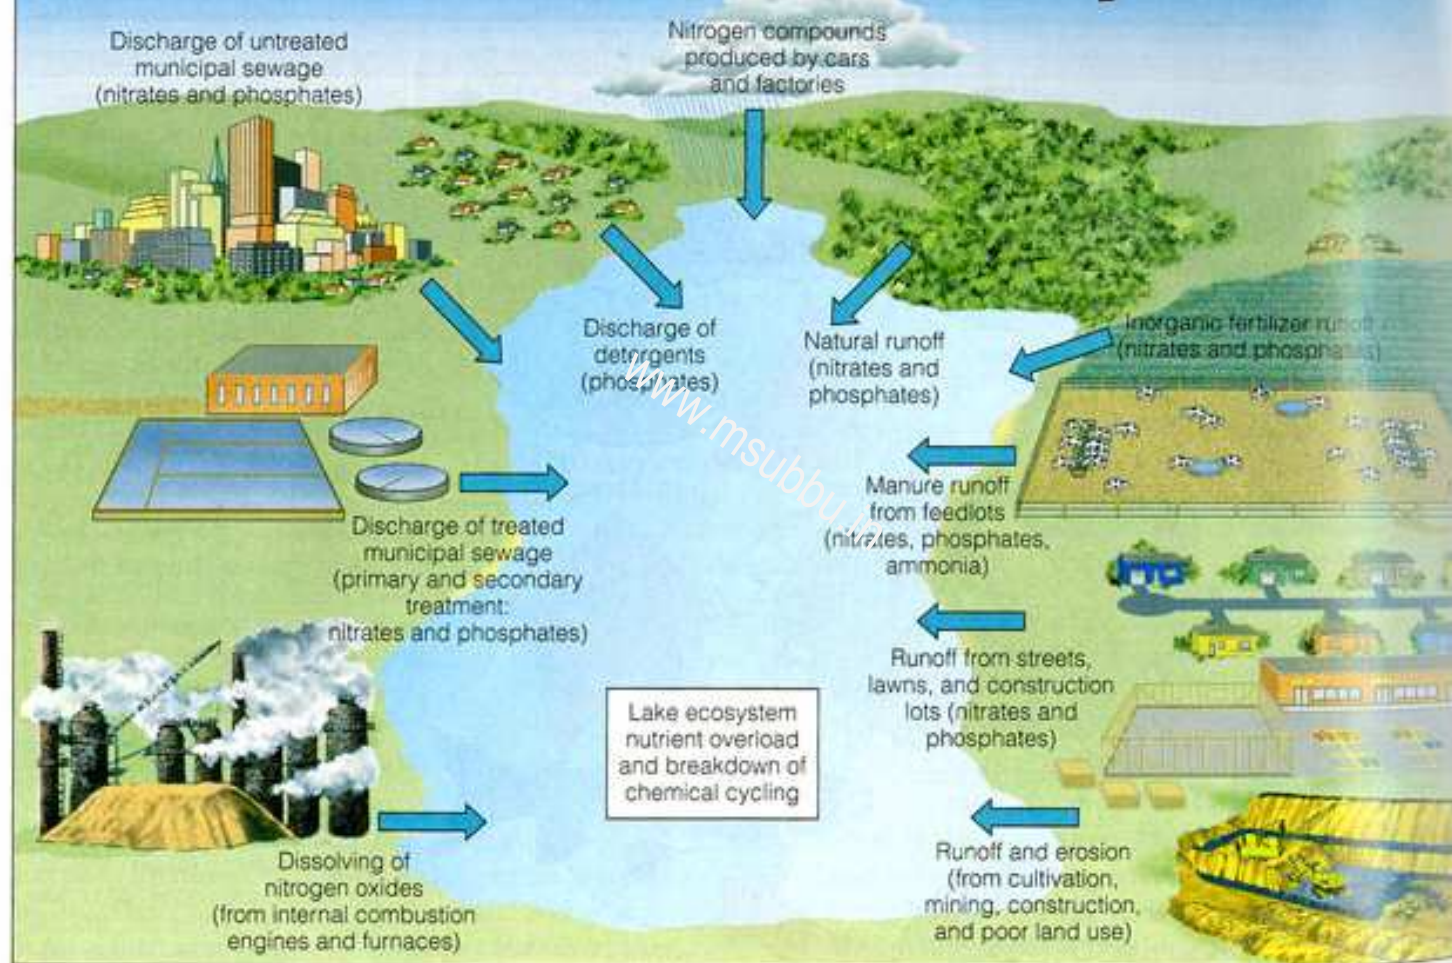 Discharge of untreated
municipal sewage
(nitrates and phosphates)
Nitrogen compounds
produced by cars
and factories
Discharge of
detergents
(phosphates)
Natural runoff
(nitrates and
phosphates)
Inorganic fertilizer runoff
(nitrates and phosphates)
www.msubbu.in
Manure runoff
from feedlots
(nitrates, phosphates,
ammonia)
Discharge of treated
municipal sewage
(primary and secondary
treatment:
nitrates and phosphates)
Runoff from streets,
lawns, and construction
lots (nitrates and
phosphates)
Lake ecosystem
nutrient overload
and breakdown of
chemical cycling
Dissolving of
nitrogen oxides
(from internal combustion
engines and furnaces)
Runoff and erosion
(from cultivation,
mining, construction,
and poor land use)